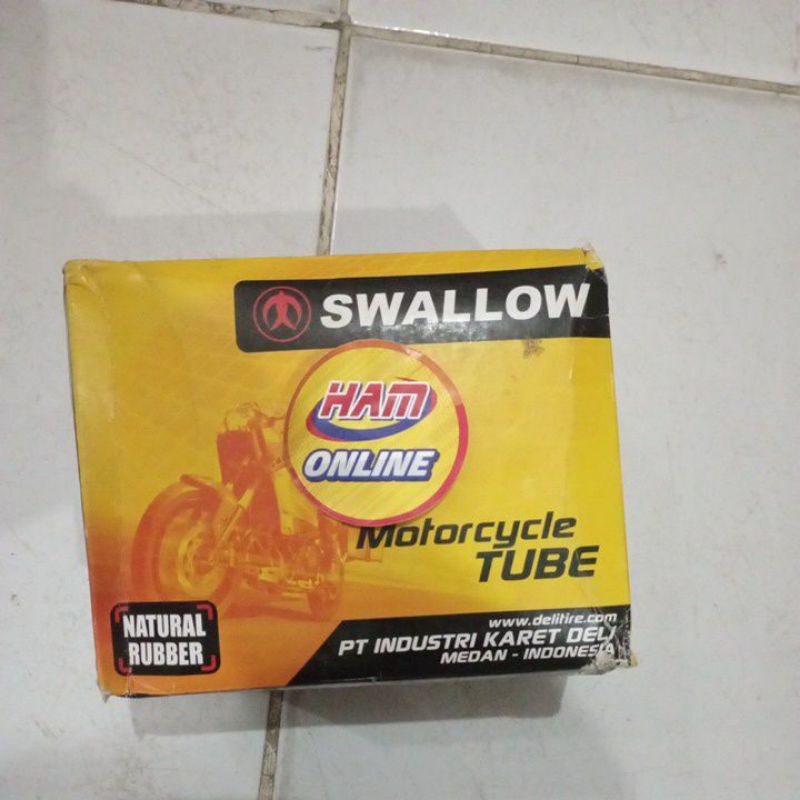 SWALLOW
HAM
ONLINE
Motorcycle
TUBE
NATURAL
RUBBER
www.delitire.com
PT INDUSTRI KARET DELI
MEDAN - INDONESIA